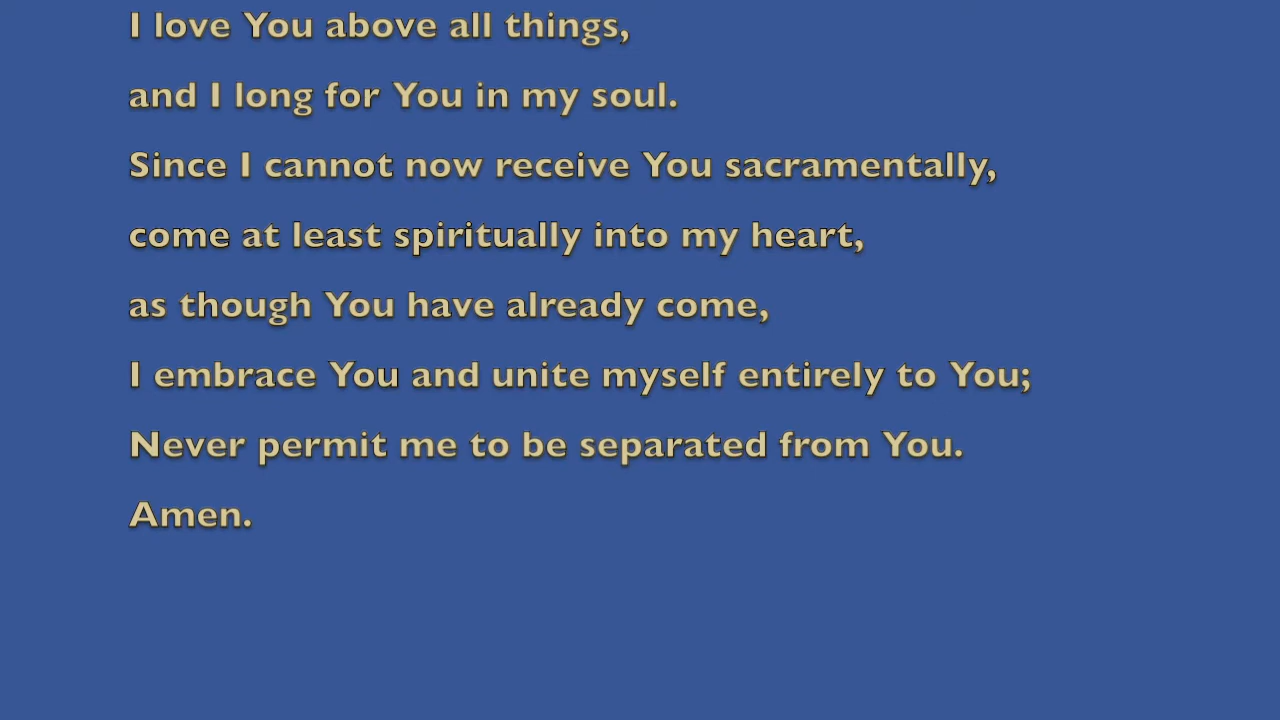 I love You above all things,
and I long for You in my soul.
Since I cannot now receive You sacramentally,
come at least spiritually into my heart,
as though You have already come,
I embrace You and unite myself entirely to You;
Never permit me to be separated from You.
Amen.